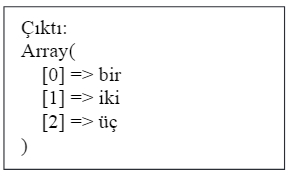 Çıktı:
Array(
[0] => bir
[1] => iki
[2] => üç
)